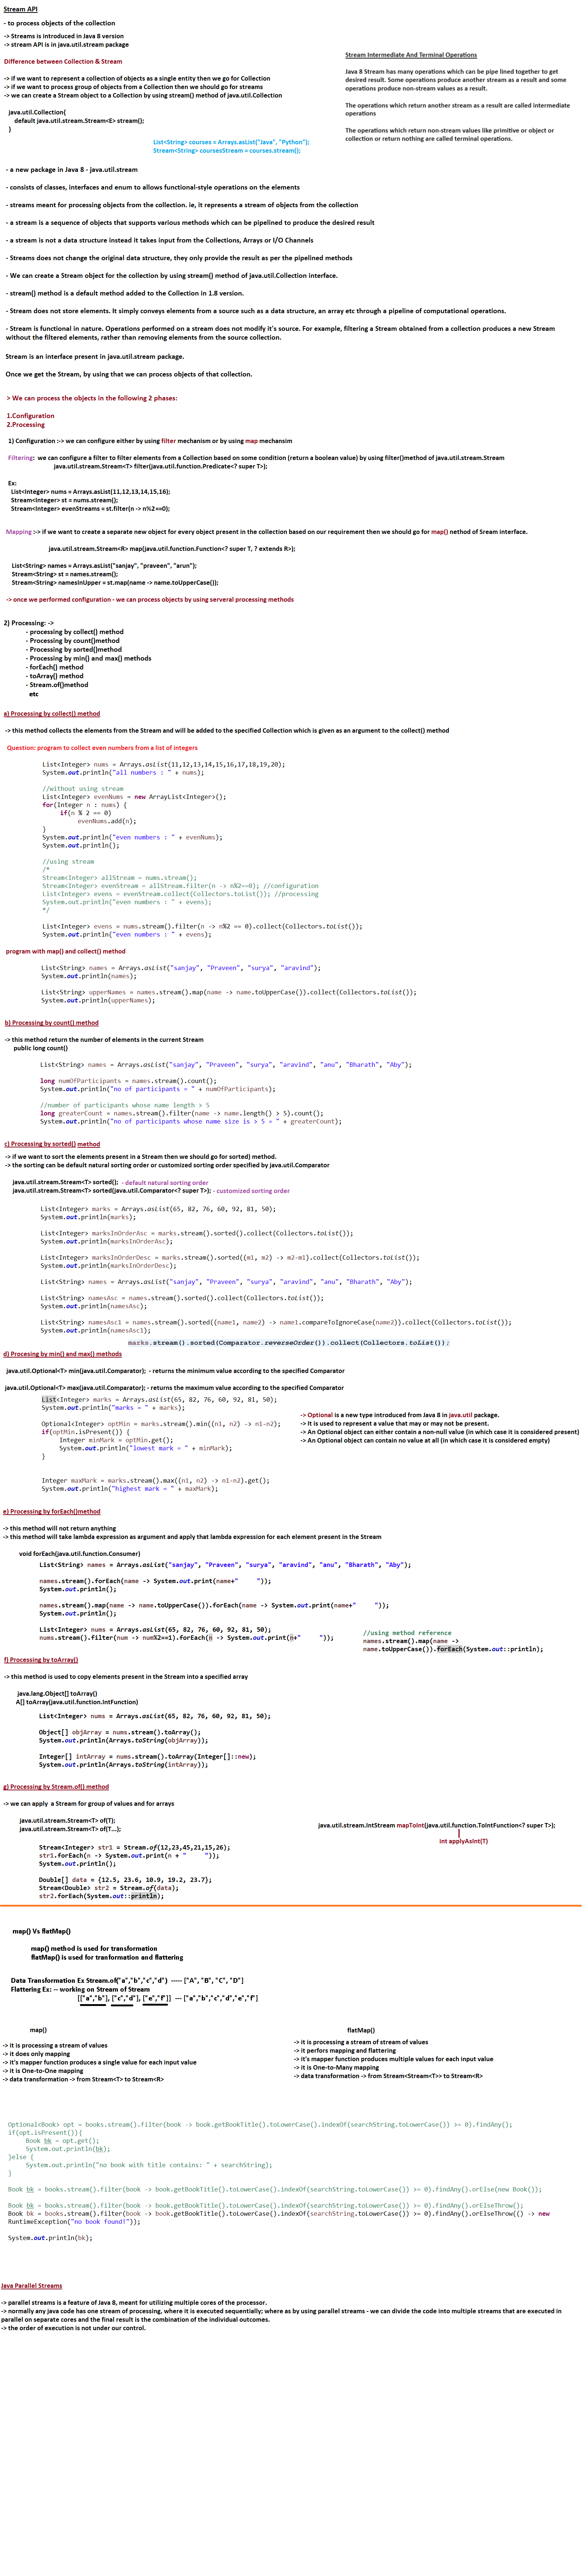 Stream API
- to process objects of the collection
-> Streams is introduced in Java 8 version
-> stream API is in java.util.stream package
Difference between Collection & Stream
-> if we want to represent a collection of objects as a single entity then we go for Collection
-> if we want to process group of objects from a Collection then we should go for streams
-> we can create a Stream object to a Collection by using stream() method of java.util.Collection
java.util.Collection{
default java.util.stream.Stream<E> stream();
}
List<String> courses = Arrays.asList("Java", "Python");
Stream<String> coursesStream = courses.stream();
Stream Intermediate And Terminal Operations
Java 8 Stream has many operations which can be pipe lined together to get
desired result. Some operations produce another stream as a result and some
operations produce non-stream values as a result.
The operations which return another stream as a result are called intermediate
operations
The operations which return non-stream values like primitive or object or
collection or return nothing are called terminal operations.
- a new package in Java 8 - java.util.stream
- consists of classes, interfaces and enum to allows functional-style operations on the elements
- streams meant for processing objects from the collection. ie, it represents a stream of objects from the collection
- a stream is a sequence of objects that supports various methods which can be pipelined to produce the desired result
- a stream is not a data structure instead it takes input from the Collections, Arrays or I/O Channels
- Streams does not change the original data structure, they only provide the result as per the pipelined methods
- We can create a Stream object for the collection by using stream() method of java.util.Collection interface.
- stream() method is a default method added to the Collection in 1.8 version.
- Stream does not store elements. It simply conveys elements from a source such as a data structure, an array etc through a pipeline of computational operations.
- Stream is functional in nature. Operations performed on a stream does not modify it's source. For example, filtering a Stream obtained from a collection produces a new Stream
without the filtered elements, rather than removing elements from the source collection.
Stream is an interface present in java.util.stream package.
Once we get the Stream, by using that we can process objects of that collection.
> We can process the objects in the following 2 phases:
1.Configuration
2.Processing
1) Configuration :-> we can configure either by using filter mechanism or by using map mechansim
Filtering: we can configure a filter to filter elements from a Collection based on some condition (return a boolean value) by using filter()method of java.util.stream.Stream
java.util.stream.Stream<T> filter(java.util.function.Predicate<? super T>);
Ex:
List<Integer> nums = Arrays.asList(11,12,13,14,15,16);
Stream<Integer> st = nums.stream();
Stream<Integer> evenStreams = st.filter(n -> n%2==0);
Mapping :-> if we want to create a separate new object for every object present in the collection based on our requirement then we should go for map() nethod of Sream interface.
java.util.stream.Stream<R> map(java.util.function.Function<? super T, ? extends R>);
List<String> names = Arrays.asList("sanjay", "praveen", "arun");
Stream<String> st = names.stream();
Stream<String> namesInUpper = st.map(name -> name.toUpperCase());
-> once we performed configuration - we can process objects by using serveral processing methods
2) Processing: ->
- processing by collect() method
- Processing by count()method
- Processing by sorted()method
- Processing by min() and max() methods
- forEach() method
- toArray() method
- Stream.of()method
etc
a) Processing by collect() method
-> this method collects the elements from the Stream and will be added to the specified Collection which is given as an argument to the collect() method
Question: program to collect even numbers from a list of integers
List<Integer> nums = Arrays.asList(11,12,13,14,15,16,17,18,19,20);
System.out.println("all numbers : " + nums);
//without using stream
List<Integer> evenNums = new ArrayList<Integer>();
for(Integer n : nums) {
if(n % 2 == 0)
evenNums.add(n);
}
System.out.println("even numbers : " + evenNums);
System.out.println();
//using stream
/*
Stream<Integer> allStream = nums.stream();
Stream<Integer> evenStream = allStream.filter(n -> n%2==0); //configuration
List<Integer> evens = evenStream.collect(Collectors.toList()); //processing
System.out.println("even numbers : " + evens);
*/
List<Integer> evens = nums.stream().filter(n -> n%2 == 0).collect(Collectors.toList());
System.out.println("even numbers : " + evens);
program with map() and collect() method
List<String> names = Arrays.asList("sanjay", "Praveen", "surya", "aravind");
System.out.println(names);
List<String> upperNames = names.stream().map(name -> name.toUpperCase()).collect(Collectors.toList());
System.out.println(upperNames);
b) Processing by count() method
-> this method return the number of elements in the current Stream
public long count()
List<String> names = Arrays.asList("sanjay", "Praveen", "surya", "aravind", "anu", "Bharath", "Aby");
long numOfParticipants = names.stream().count();
System.out.println("no of participants = " + numOfParticipants);
//number of participants whose name length > 5
long greaterCount = names.stream().filter(name -> name.length() > 5).count();
System.out.println("no of participants whose name size is > 5 = " + greaterCount);
c) Processing by sorted() method
-> if we want to sort the elements present in a Stream then we should go for sorted) method.
-> the sorting can be default natural sorting order or customized sorting order specified by java.util.Comparator
java.util.stream.Stream<T> sorted(); - default natural sorting order
java.util.stream.Stream<T> sorted(java.util.Comparator<? super T>); - customized sorting order
List<Integer> marks = Arrays.asList(65, 82, 76, 60, 92, 81, 50);
System.out.println(marks);
List<Integer> marksInOrderAsc = marks.stream().sorted().collect(Collectors.toList());
System.out.println(marksInOrderAsc);
List<Integer> marksInOrderDesc = marks.stream().sorted((m1, m2) -> m2-m1).collect(Collectors.toList());
System.out.println(marksInOrderDesc);
List<String> names = Arrays.asList("sanjay", "Praveen", "surya", "aravind", "anu", "Bharath", "Aby");
List<String> namesAsc = names.stream().sorted().collect(Collectors.toList());
System.out.println(namesAsc);
List<String> namesAsc1 = names.stream().sorted((name1, name2) -> name1.compareToIgnoreCase(name2)).collect(Collectors.toList());
System.out.println(namesAsc1);
marks.stream().sorted(Comparator.reverseOrder()).collect(Collectors.toList());
d) Procesing by min() and max() methods
java.util.Optional<T> min(java.util.Comparator); - returns the minimum value according to the specified Comparator
java.util.Optional<T> max(java.util.Comparator); - returns the maximum value according to the specified Comparator
List<Integer> marks = Arrays.asList(65, 82, 76, 60, 92, 81, 50);
System.out.println("marks = " + marks);
Optional<Integer> optMin = marks.stream().min((n1, n2) -> n1-n2);
if(optMin.isPresent()) {
Integer minMark = optMin.get();
System.out.println("lowest mark = " + minMark);
}
Integer maxMark = marks.stream().max((n1, n2) -> n1-n2).get();
System.out.println("highest mark = " + maxMark);
-> Optional is a new type introduced from Java 8 in java.util package.
-> It is used to represent a value that may or may not be present.
-> An Optional object can either contain a non-null value (in which case it is considered present)
-> An Optional object can contain no value at all (in which case it is considered empty)
e) Processing by forEach()method
-> this method will not return anything
-> this method will take lambda expression as argument and apply that lambda expression for each element present in the Stream
void forEach(java.util.function.Consumer)
List<String> names = Arrays.asList("sanjay", "Praveen", "surya", "aravind", "anu", "Bharath", "Aby");
names.stream().forEach(name -> System.out.print(name+" "));
System.out.println();
names.stream().map(name -> name.toUpperCase()).forEach(name -> System.out.print(name+" "));
System.out.println();
List<Integer> nums = Arrays.asList(65, 82, 76, 60, 92, 81, 50);
nums.stream().filter(num -> num%2==1).forEach(n -> System.out.print(n+" "));
//using method reference
names.stream().map(name ->
name.toUpperCase()).forEach(System.out::println);
f) Processing by toArray()
-> this method is used to copy elements present in the Stream into a specified array
java.lang.Object[] toArray()
A[] toArray(java.util.function.IntFunction)
List<Integer> nums = Arrays.asList(65, 82, 76, 60, 92, 81, 50);
Object[] objArray = nums.stream().toArray();
System.out.println(Arrays.toString(objArray));
Integer[] intArray = nums.stream().toArray(Integer[]::new);
System.out.println(Arrays.toString(intArray));
g) Processing by Stream.of() method
-> we can apply a Stream for group of values and for arrays
java.util.stream.Stream<T> of(T);
java.util.stream.Stream<T> of(T...);
java.util.stream.IntStream mapToInt(java.util.function.ToIntFunction<? super T>);
int applyAsInt(T)
Stream<Integer> str1 = Stream.of(12,23,45,21,15,26);
str1.forEach(n -> System.out.print(n + " "));
System.out.println();
Double[] data = {12.5, 23.6, 10.9, 19.2, 23.7};
Stream<Double> str2 = Stream.of(data);
str2.forEach(System.out::println);
map() Vs flatMap()
map() method is used for transformation
flatMap() is used for tranformation and flattering
Data Transformation Ex Stream.of("a","b","c","d") ----- ["A", "B", "C", "D"]
Flattering Ex: -- working on Stream of Stream
[["a","b"], ["c","d"], ["e","f"]] --- ["a","b","c","d","e","f"]
map()
-> it is processing a stream of values
-> it does only mapping
-> it's mapper function produces a single value for each input value
-> it is One-to-One mapping
-> data transformation -> from Stream<T> to Stream<R>
flatMap()
-> it is processing a stream of stream of values
-> it perfors mapping and flattering
-> it's mapper function produces multiple values for each input value
-> it is One-to-Many mapping
-> data transformation -> from Stream<Stream<T>> to Stream<R>
Optional<Book> opt = books.stream().filter(book -> book.getBookTitle().toLowerCase().indexOf(searchString.toLowerCase()) >= 0).findAny();
if(opt.isPresent()){
Book bk = opt.get();
System.out.println(bk);
}else {
System.out.println("no book with title contains: " + searchString);
}
Book bk = books.stream().filter(book -> book.getBookTitle().toLowerCase().indexOf(searchString.toLowerCase()) >= 0).findAny().orElse(new Book());
Book bk = books.stream().filter(book -> book.getBookTitle().toLowerCase().indexOf(searchString.toLowerCase()) >= 0).findAny().orElseThrow();
Book bk = books.stream().filter(book -> book.getBookTitle().toLowerCase().indexOf(searchString.toLowerCase()) >= 0).findAny().orElseThrow(() -> new
RuntimeException("no book found!"));
System.out.println(bk);
Java Parallel Streams
-> parallel streams is a feature of Java 8, meant for utilizing multiple cores of the processor.
-> normally any java code has one stream of processing, where it is executed sequentially; where as by using parallel streams - we can divide the code into multiple streams that are executed in
parallel on separate cores and the final result is the combination of the individual outcomes.
-> the order of execution is not under our control.